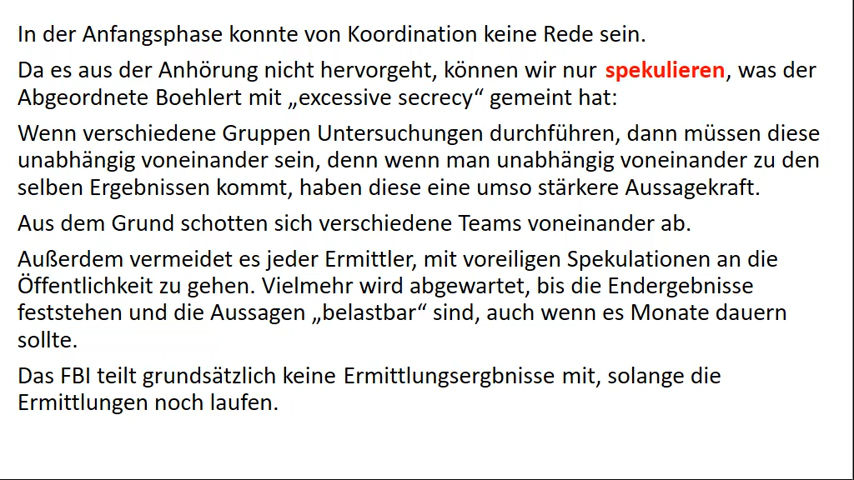 In der Anfangsphase konnte von Koordination keine Rede sein.
Da es aus der Anhörung nicht hervorgeht, können wir nur spekulieren, was der
Abgeordnete Boehlert mit „excessive secrecy“ gemeint hat:
Wenn verschiedene Gruppen Untersuchungen durchführen, dann müssen diese
unabhängig voneinander sein, denn wenn man unabhängig voneinander zu den
selben Ergebnissen kommt, haben diese eine umso stärkere Aussagekraft.
Aus dem Grund schotten sich verschiedene Teams voneinander ab.
Außerdem vermeidet es jeder Ermittler, mit voreiligen Spekulationen an die
Öffentlichkeit zu gehen. Vielmehr wird abgewartet, bis die Endergebnisse
feststehen und die Aussagen „belastbar“ sind, auch wenn es Monate dauern
sollte.
Das FBI teilt grundsätzlich keine Ermittlungsergbnisse mit, solange die
Ermittlungen noch laufen.